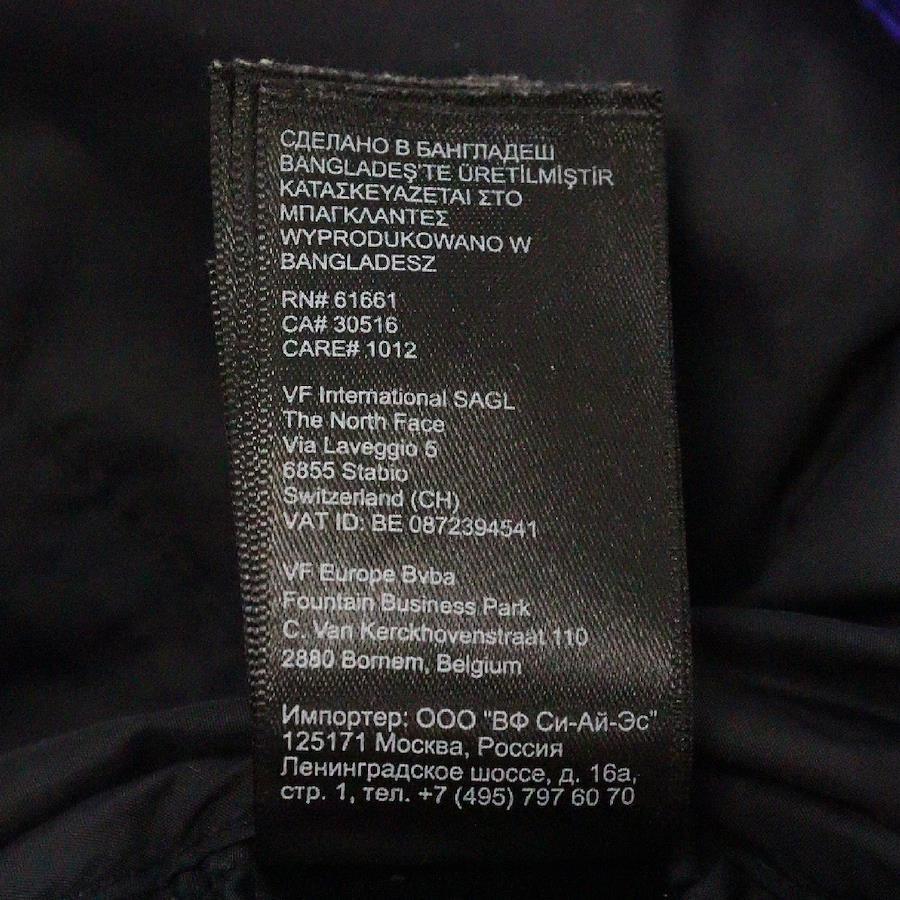 СДЕЛАНО В БАНГЛАДЕШ
BANGLADEŞ'TE ÜRETİLMİŞTİR
ΚΑΤΑΣΚΕΥΑΖΕΤΑΙ ΣΤΟ
ΜΠΑΓΚΛΑΝΤΕΣ
WYPRODUKOWANO W
BANGLADESZ
RN# 61661
CA# 30516
CARE# 1012
VF International SAGL
The North Face
Via Laveggio 5
6855 Stabio
Switzerland (CH)
VAT ID: BE 0872394541
VF Europe Bvba
Fountain Business Park
C. Van Kerckhovenstraat 110
2880 Bornem, Belgium
Импортер: ООО "ВФ Си-Ай-Эс"
125171 Москва, Россия
Ленинградское шоссе, д. 16а,
стр. 1, тел. +7 (495) 797 60 70